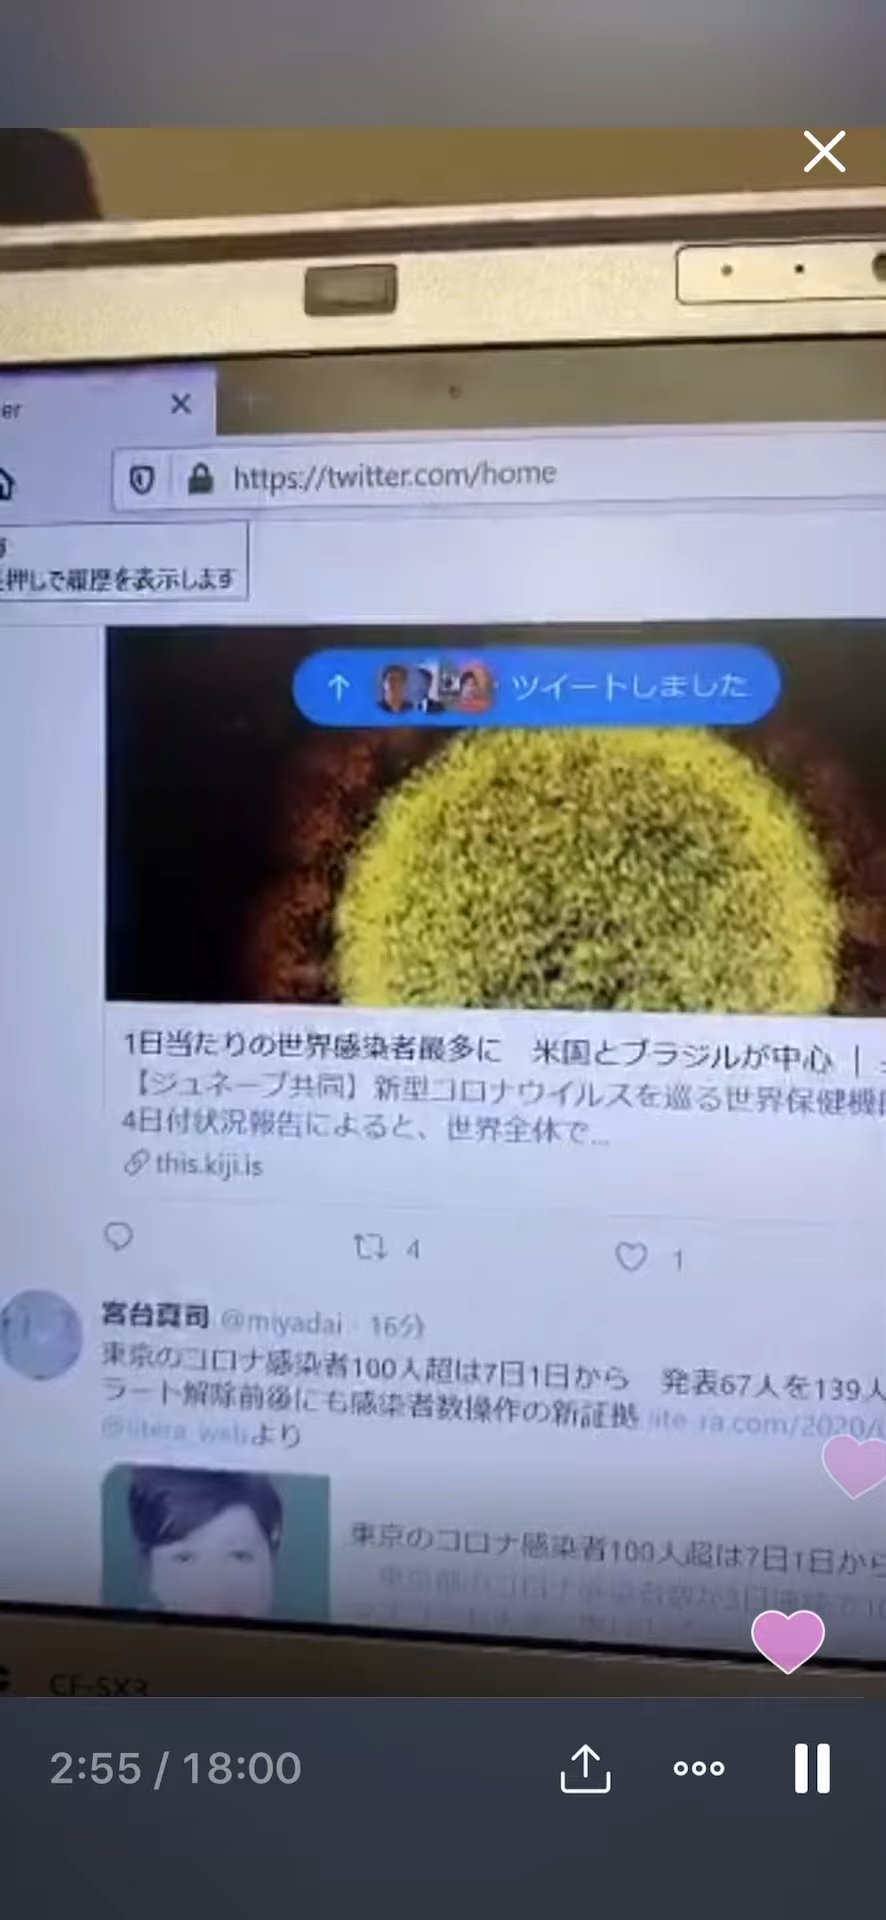 er
https://twitter.com/home
長押しで履歴を表示します
ツイートしました
1日当たりの世界感染者最多に 米国とブラジルが中心 |
【ジュネーブ共同】新型コロナウイルスを巡る世界保健機
4日付状況報告によると、世界全体で...
this.kiji.is
4
1
宮台真司 @miyadai · 16分
東京のコロナ感染者100人超は7日1日から 発表67人を139人
ラート解除前後にも感染者数操作の新証拠 lite-ra.com/2020/
@litera_webより
東京のコロナ感染者100人超は7日1日から
CF-SX3
2:55 / 18:00